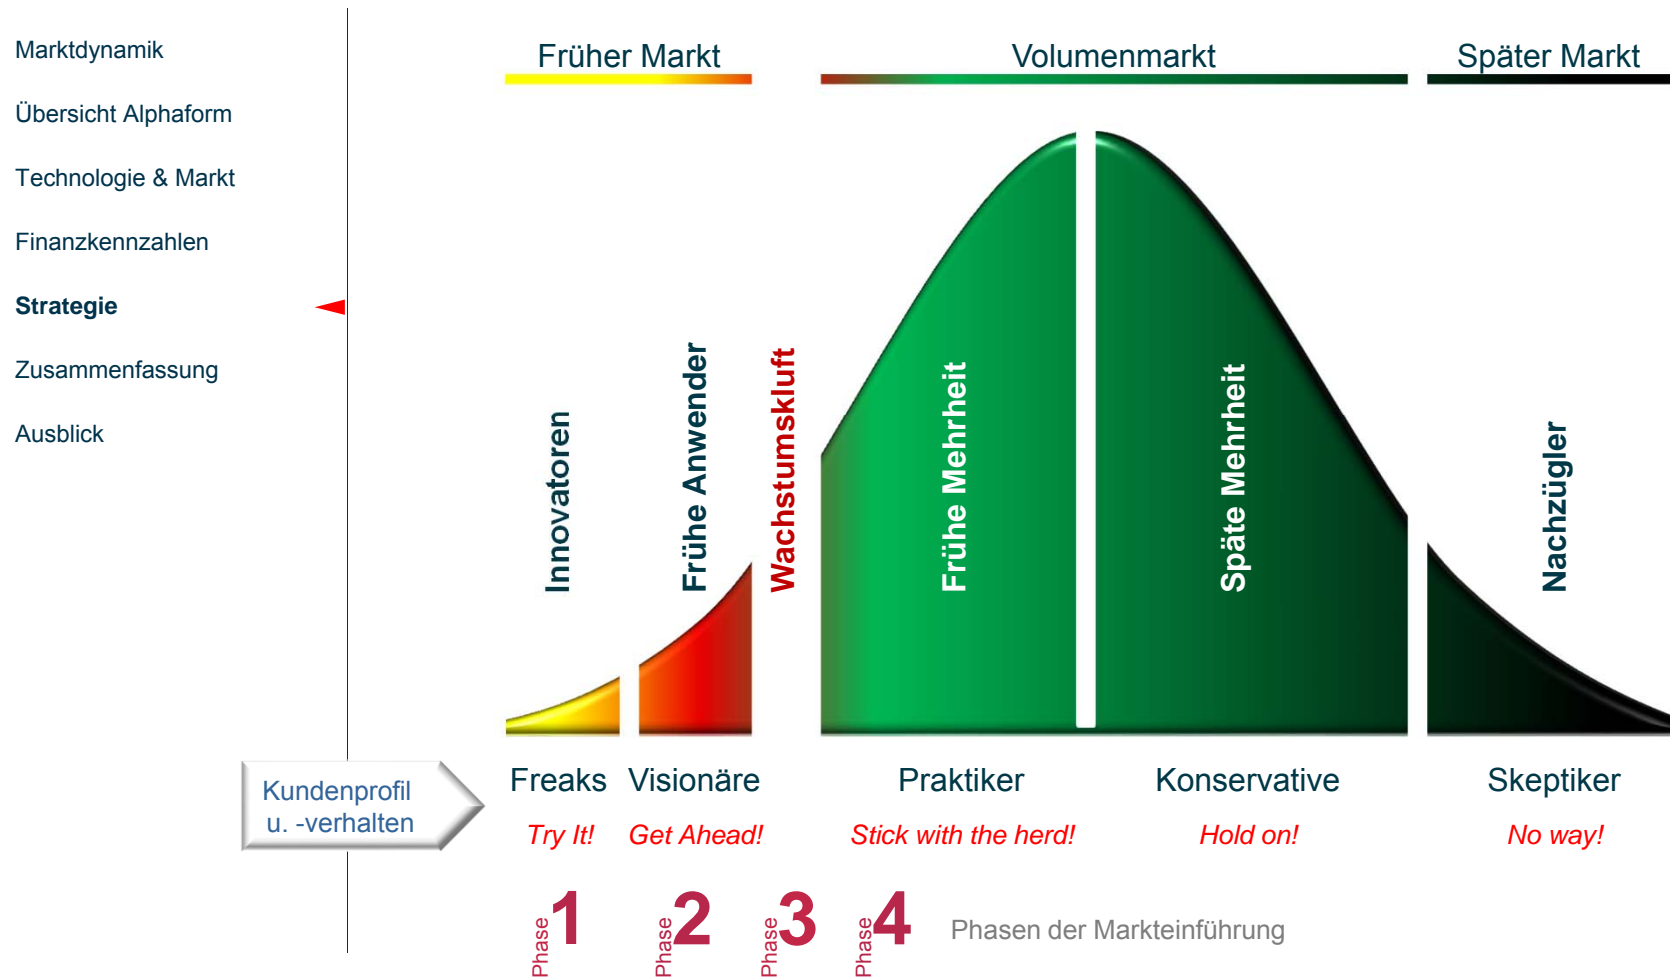 Marktdynamik
Übersicht Alphaform
Technologie & Markt
Finanzkennzahlen
Strategie
Zusammenfassung
Ausblick
Früher Markt
Volumenmarkt
Später Markt
Innovatoren
Frühe Anwender
Wachstumskluft
Frühe Mehrheit
Späte Mehrheit
Nachzügler
Kundenprofil
u. -verhalten
Freaks
Visionäre
Praktiker
Konservative
Skeptiker
Try It!
Get Ahead!
Stick with the herd!
Hold on!
No way!
Phase 1
Phase 2
Phase 3
Phase 4
Phasen der Markteinführung